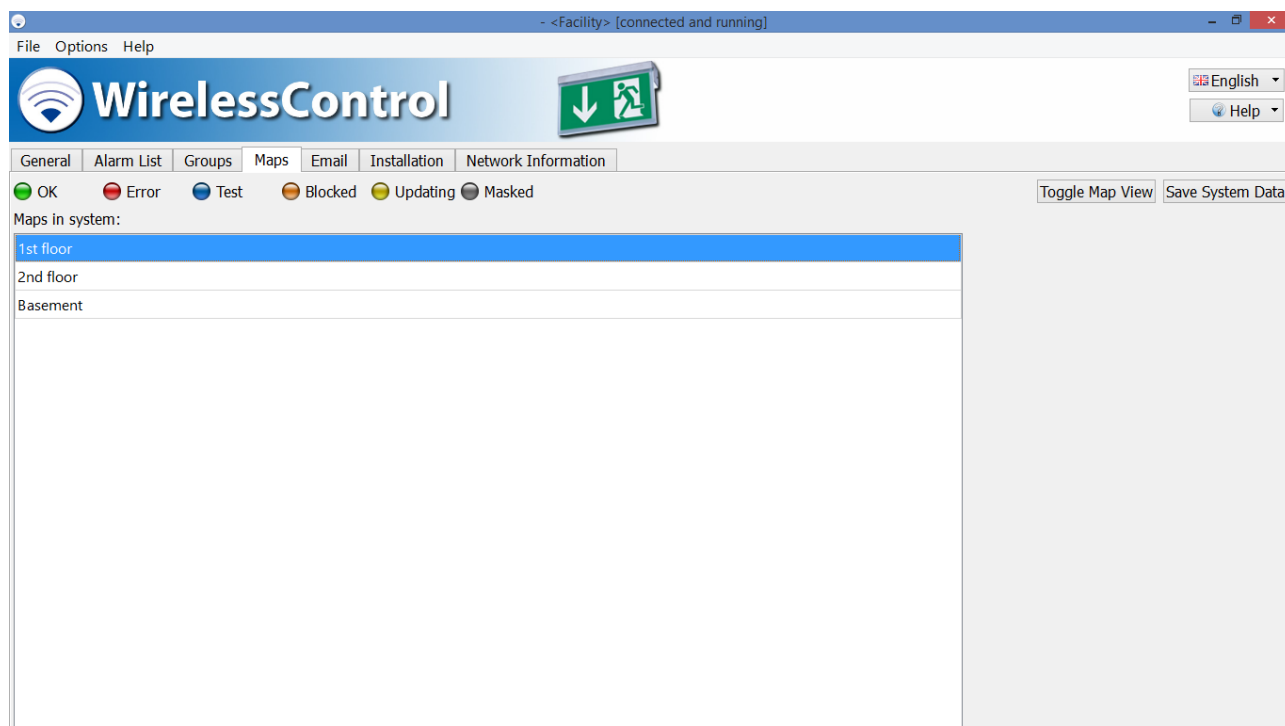 - <Facility> [connected and running]
File Options Help
WirelessControl
English
Help
General Alarm List Groups Maps Email Installation Network Information
OK Error Test Blocked Updating Masked Toggle Map View Save System Data
Maps in system:
1st floor
2nd floor
Basement